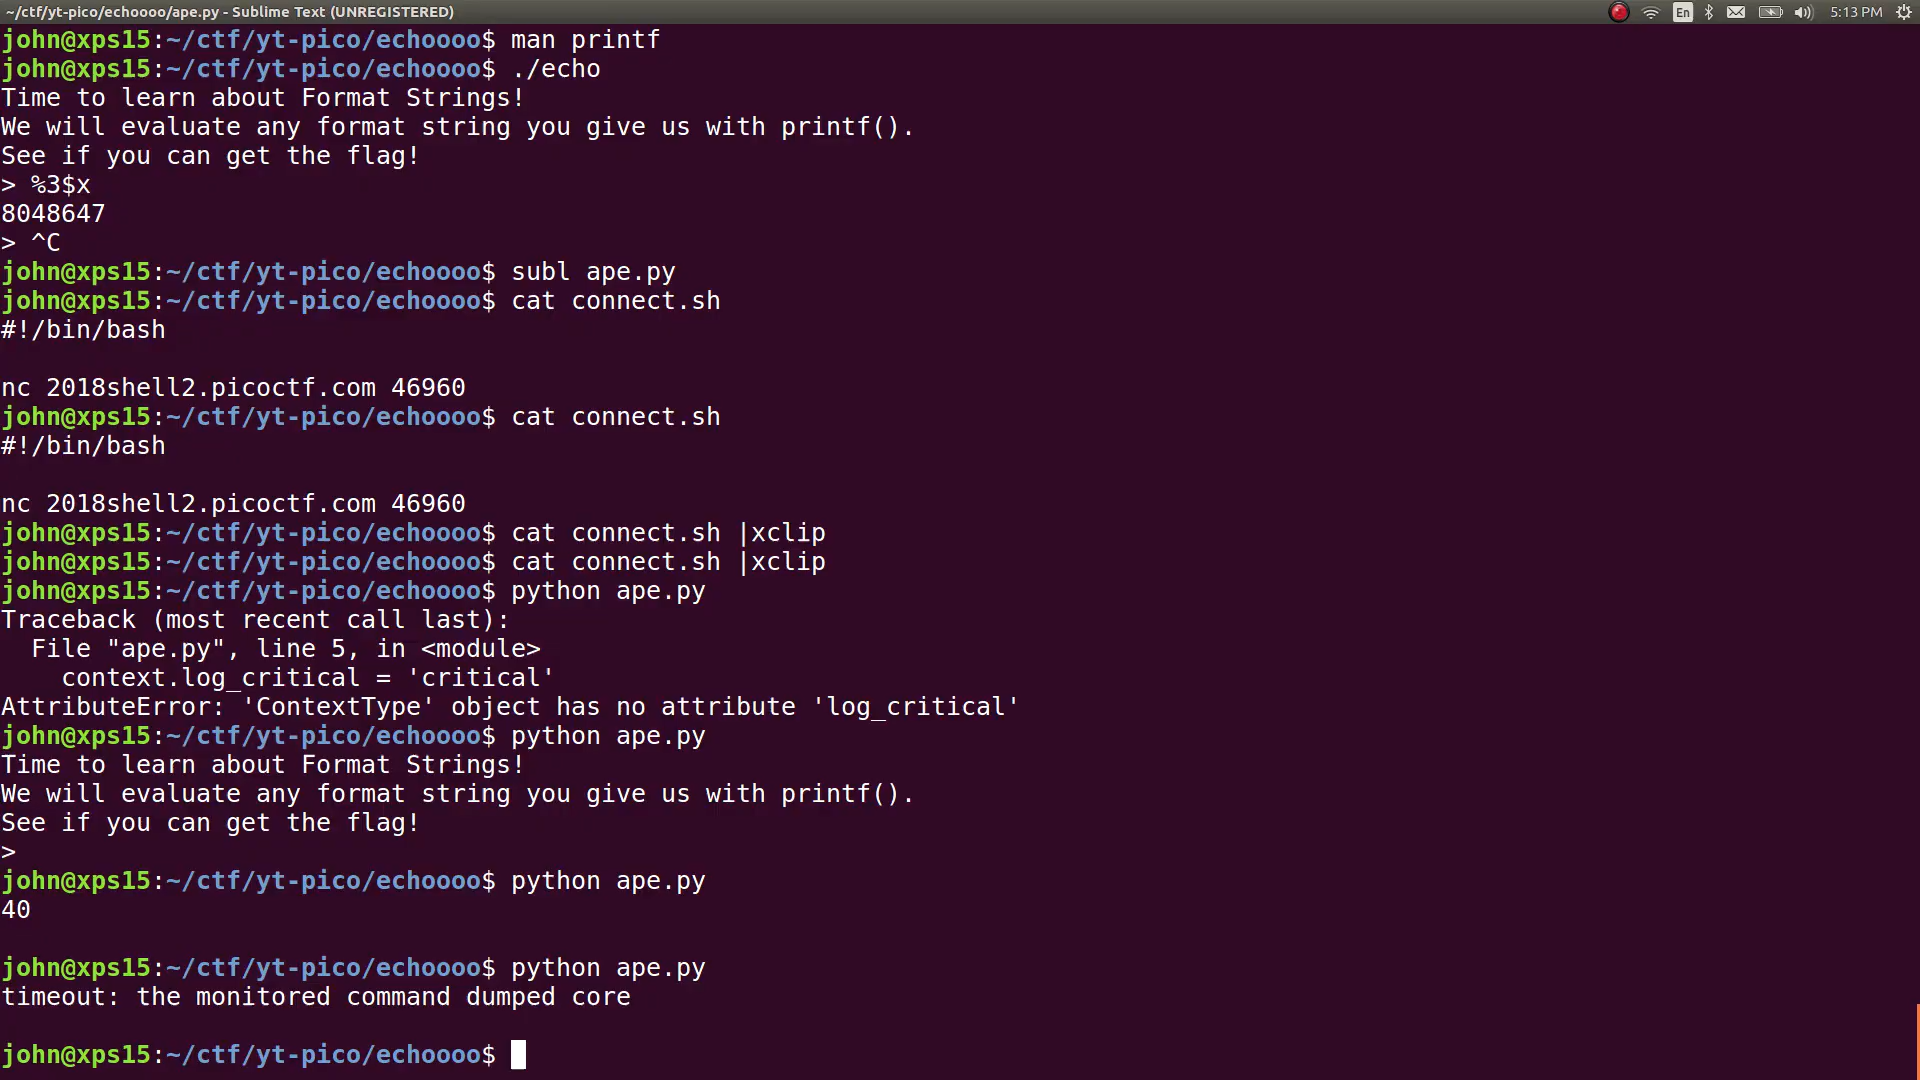 ~/ctf/yt-pico/echoooo/ape.py - Sublime Text (UNREGISTERED)
En
5:13 PM
john@xps15:~/ctf/yt-pico/echoooo$ man printf
john@xps15:~/ctf/yt-pico/echoooo$ ./echo
Time to learn about Format Strings!
We will evaluate any format string you give us with printf().
See if you can get the flag!
> %3$x
8048647
> ^C
john@xps15:~/ctf/yt-pico/echoooo$ subl ape.py
john@xps15:~/ctf/yt-pico/echoooo$ cat connect.sh
#!/bin/bash
nc 2018shell2.picoctf.com 46960
john@xps15:~/ctf/yt-pico/echoooo$ cat connect.sh
#!/bin/bash
nc 2018shell2.picoctf.com 46960
john@xps15:~/ctf/yt-pico/echoooo$ cat connect.sh |xclip
john@xps15:~/ctf/yt-pico/echoooo$ cat connect.sh |xclip
john@xps15:~/ctf/yt-pico/echoooo$ python ape.py
Traceback (most recent call last):
  File "ape.py", line 5, in <module>
    context.log_critical = 'critical'
AttributeError: 'ContextType' object has no attribute 'log_critical'
john@xps15:~/ctf/yt-pico/echoooo$ python ape.py
Time to learn about Format Strings!
We will evaluate any format string you give us with printf().
See if you can get the flag!
>
john@xps15:~/ctf/yt-pico/echoooo$ python ape.py
40
john@xps15:~/ctf/yt-pico/echoooo$ python ape.py
timeout: the monitored command dumped core
john@xps15:~/ctf/yt-pico/echoooo$